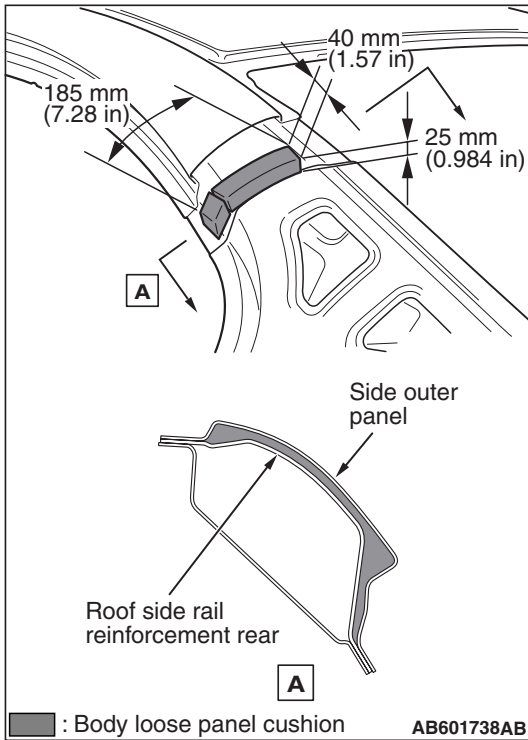 40 mm
(1.57 in)
185 mm
(7.28 in)
25 mm
(0.984 in)
A
Side outer
panel
Roof side rail
reinforcement rear
A
: Body loose panel cushion
AB601738AB